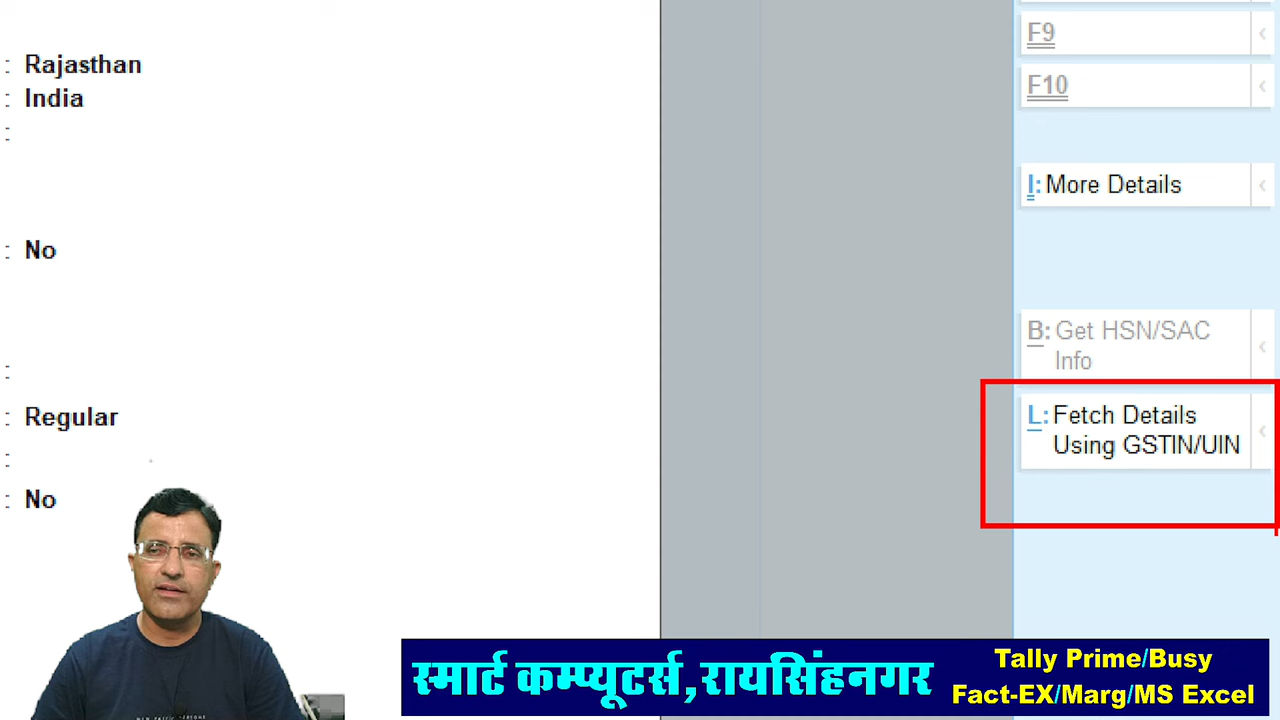 : Rajasthan
: India
:
: No
:
: Regular
:
: No
F9
F10
I: More Details
B: Get HSN/SAC
Info
L: Fetch Details
Using GSTIN/UIN
स्मार्ट कम्प्यूटर्स,रायसिंहनगर
Tally Prime/Busy
Fact-EX/Marg/MS Excel